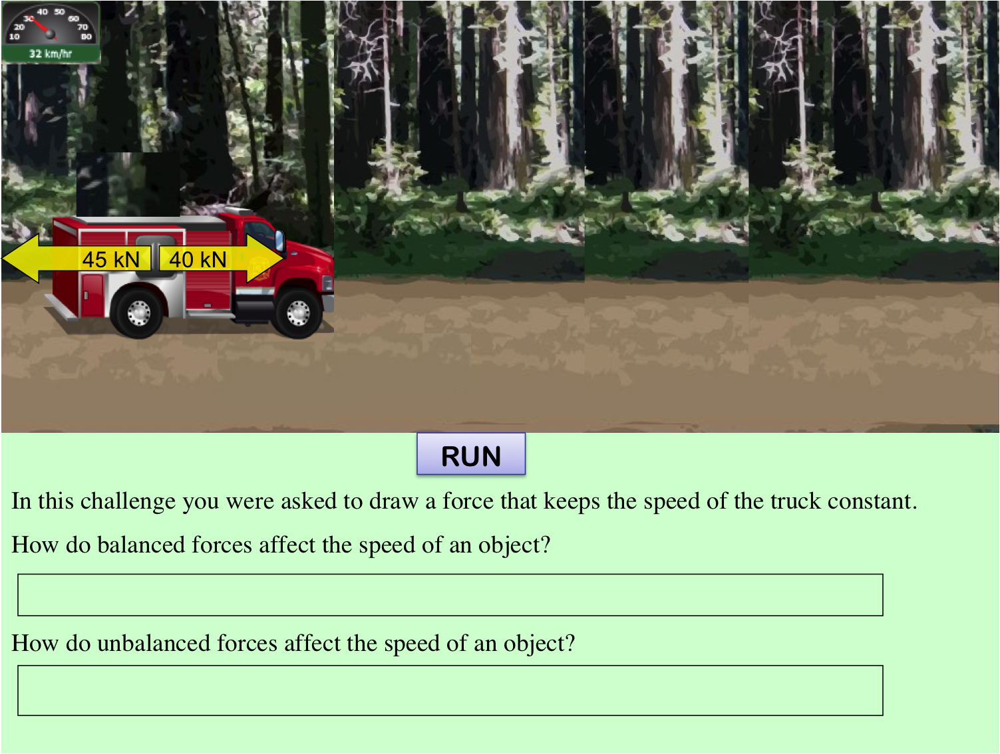 40 50
30 60
20 70
10 80
32 km/hr
45 kN 40 kN
RUN
In this challenge you were asked to draw a force that keeps the speed of the truck constant.
How do balanced forces affect the speed of an object?
How do unbalanced forces affect the speed of an object?